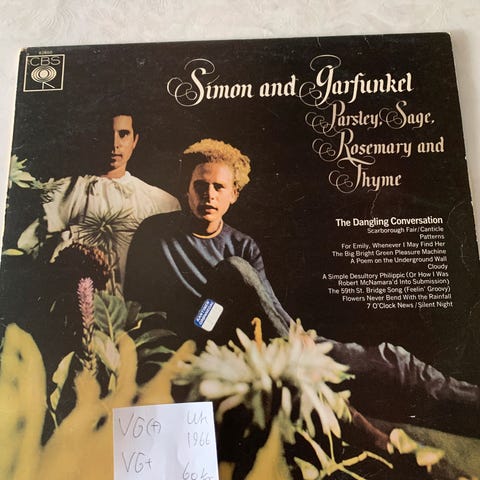 62860
CBS
Simon and Garfunkel
Parsley, Sage,
Rosemary and
Thyme
The Dangling Conversation
Scarborough Fair/Canticle
Patterns
For Emily, Whenever I May Find Her
The Big Bright Green Pleasure Machine
A Poem on the Underground Wall
Cloudy
A Simple Desultory Philippic (Or How I Was
Robert McNamara'd Into Submission)
The 59th St. Bridge Song (Feelin' Groovy)
Flowers Never Bend With the Rainfall
7 O'Clock News/Silent Night
VG(+)
UK
1966
VG+
60